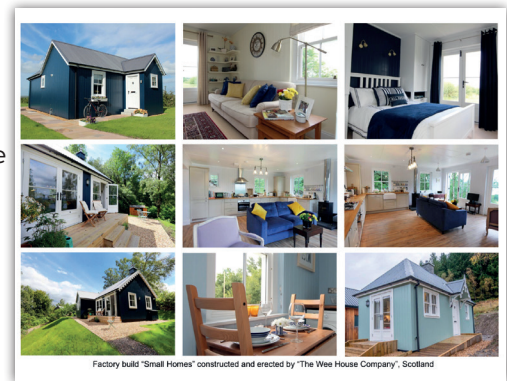 e
Factory build "Small Homes" constructed and erected by "The Wee House Company", Scotland